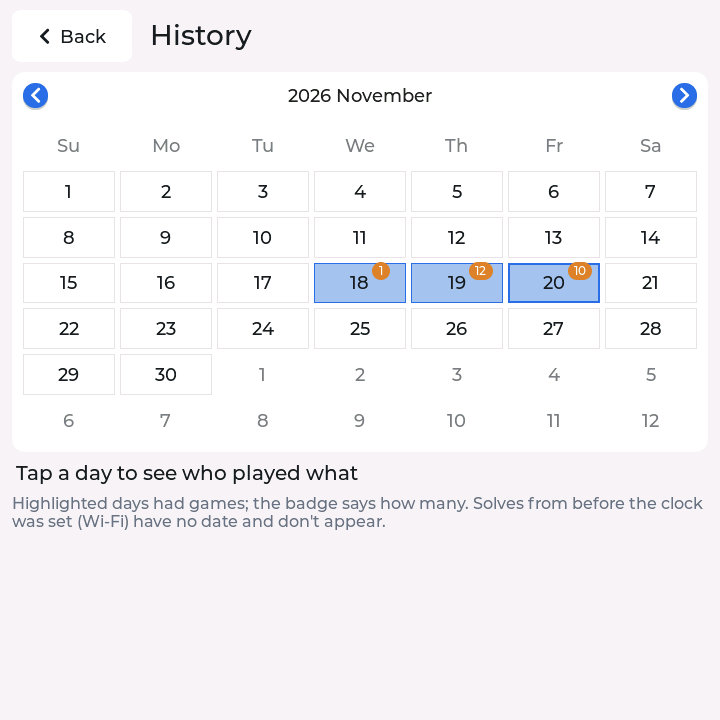 Back History
2026 November
Su Mo Tu We Th Fr Sa
1 2 3 4 5 6 7
8 9 10 11 12 13 14
15 16 17 18 1 19 12 20 10 21
22 23 24 25 26 27 28
29 30 1 2 3 4 5
6 7 8 9 10 11 12
Tap a day to see who played what
Highlighted days had games; the badge says how many. Solves from before the clock
was set (Wi-Fi) have no date and don't appear.